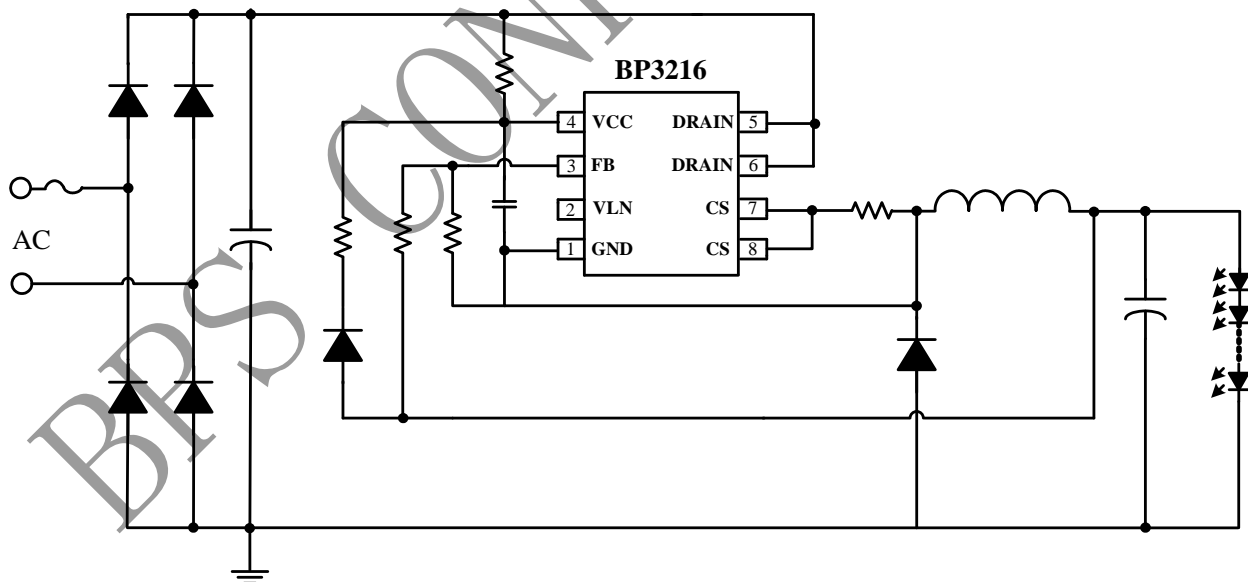 BPS CONF
BP3216
4 VCC DRAIN 5
3 FB DRAIN 6
2 VLN CS 7
1 GND CS 8
AC